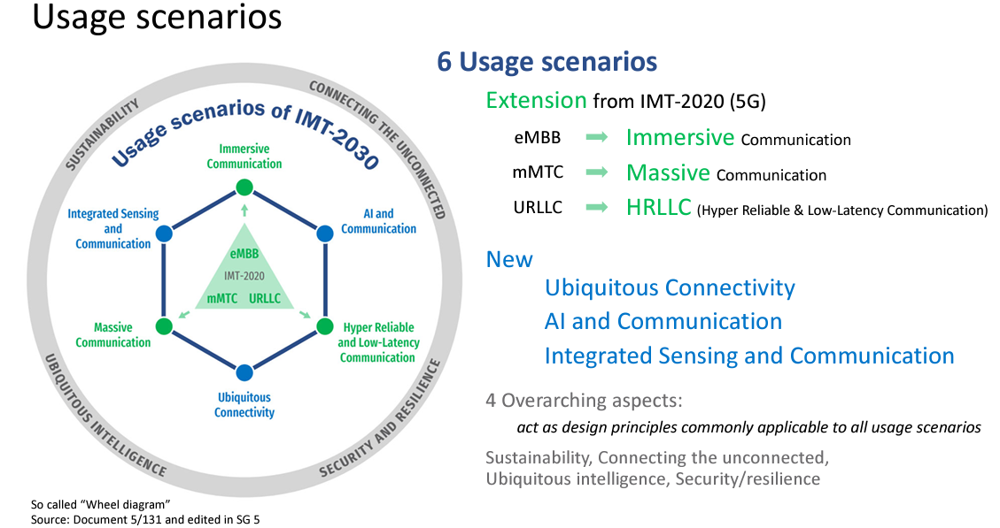 Usage scenarios
SUSTAINABILITY
CONNECTING THE UNCONNECTED
UBIQUITOUS INTELLIGENCE
SECURITY AND RESILIENCE
Usage scenarios of IMT-2030
Immersive
Communication
Integrated Sensing
and
Communication
AI and
Communication
eMBB
IMT-2020
mMTC URLLC
Massive
Communication
Hyper Reliable
and Low-Latency
Communication
Ubiquitous
Connectivity
So called “Wheel diagram”
Source: Document 5/131 and edited in SG 5
6 Usage scenarios
Extension from IMT-2020 (5G)
eMBB → Immersive Communication
mMTC → Massive Communication
URLLC → HRLLC (Hyper Reliable & Low-Latency Communication)
New
Ubiquitous Connectivity
AI and Communication
Integrated Sensing and Communication
4 Overarching aspects:
act as design principles commonly applicable to all usage scenarios
Sustainability, Connecting the unconnected,
Ubiquitous intelligence, Security/resilience